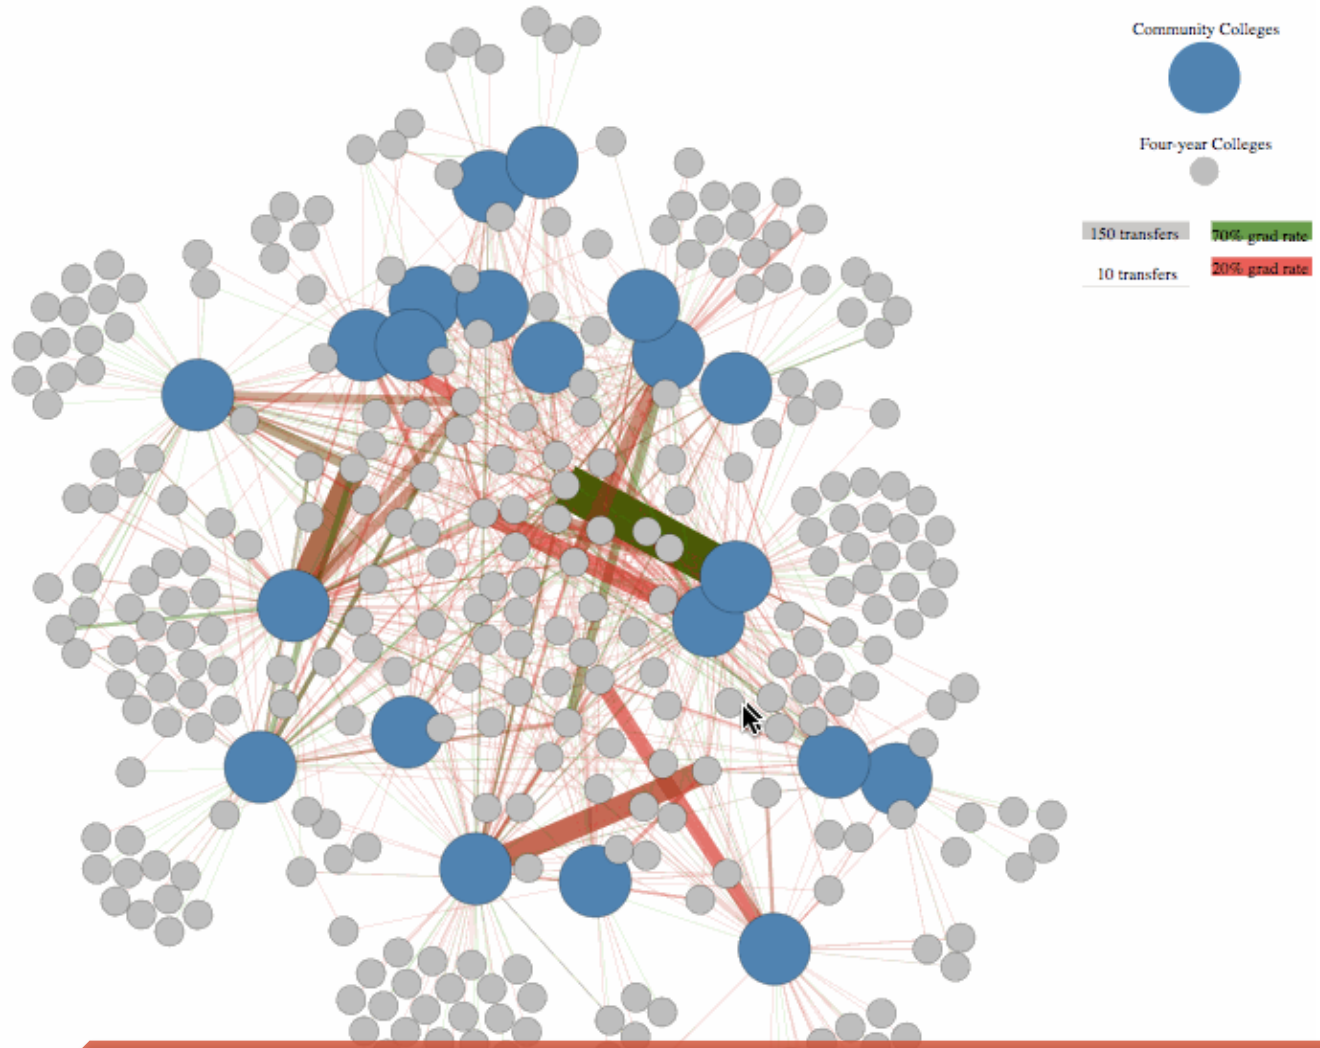 Community Colleges
Four-year Colleges
150 transfers
70% grad rate
10 transfers
20% grad rate